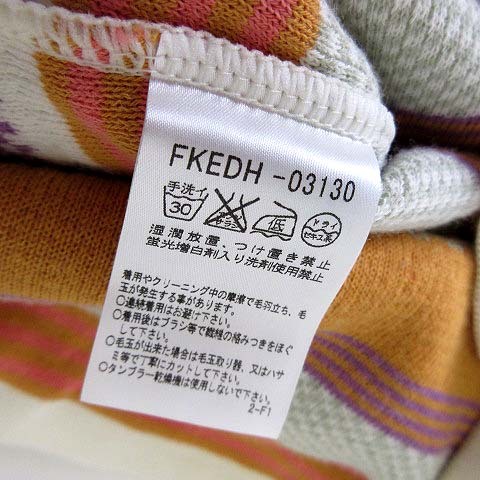 FKEDH -03130
手洗イ 30 エンソ サラシ 低 ドライ セキユ系
湿潤放置、つけ置き禁止
蛍光増白剤入り洗剤使用禁止
着用やクリーニング中の摩滞で毛羽立ち、毛
玉が発生する事があります。
○連続着用はお避け下さい。
○着用後はブラシ等で繊維の絡みつきをほぐ
して下さい。
○毛玉が出来た場合は毛玉取り器、又はハサ
ミ等で丁寧にカットして下さい。
○タンブラー乾燥機は使用しないで下さい。
2-F1